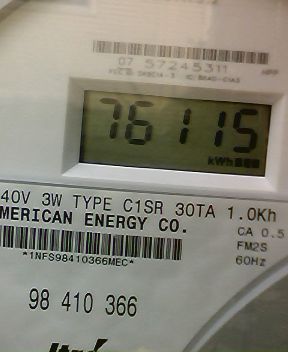 07 57245311
76115
kWh
40V 3W TYPE C1SR 30TA 1.0Kh
MERICAN ENERGY CO.
CA 0.5
FM2S
60Hz
*1NFS98410366MEC*
98 410 366